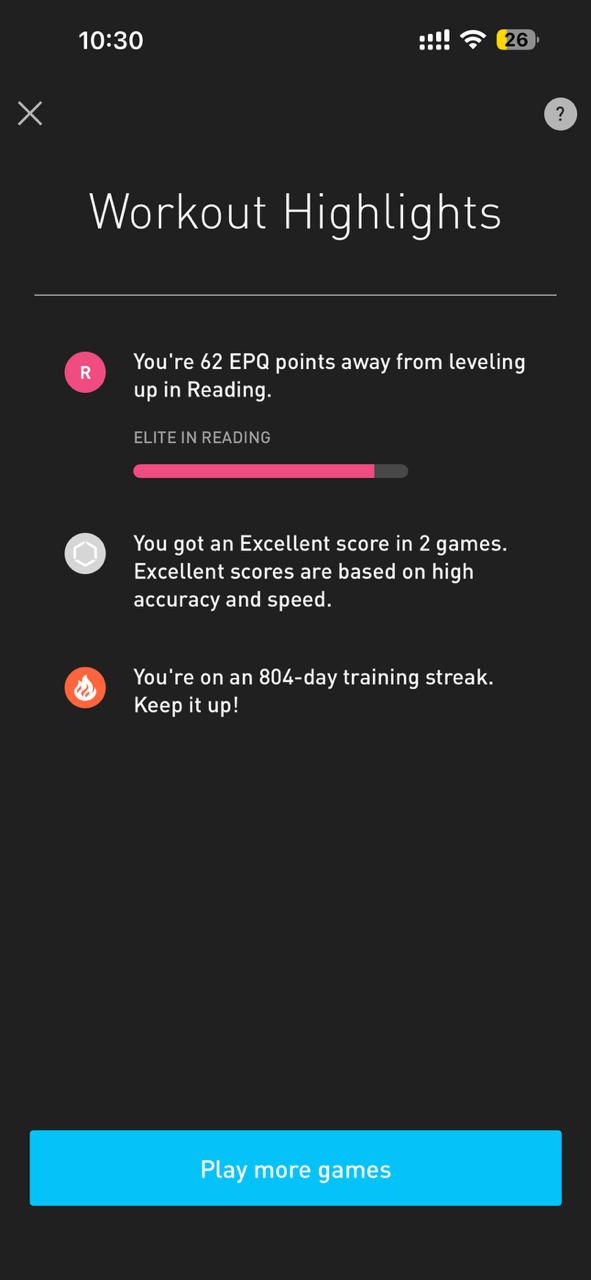 10:30
26
?
Workout Highlights
R
You're 62 EPQ points away from leveling
up in Reading.
ELITE IN READING
You got an Excellent score in 2 games.
Excellent scores are based on high
accuracy and speed.
You're on an 804-day training streak.
Keep it up!
Play more games